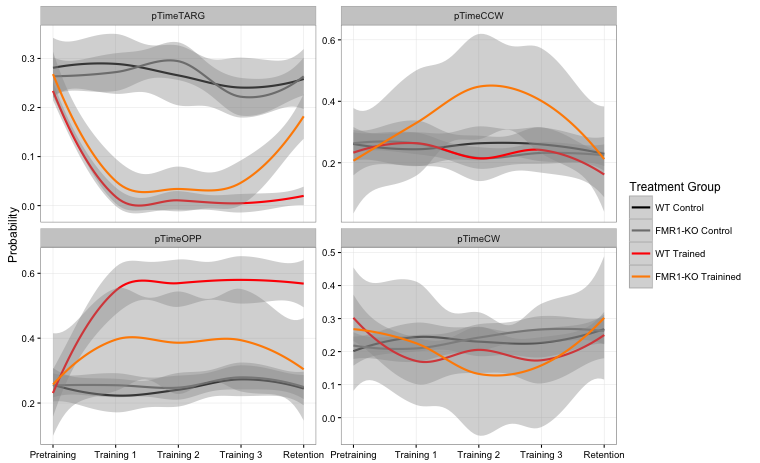 pTimeTARG
pTimeCCW
0.3
0.2
0.1
0.0
0.6
0.4
0.2
Probability
pTimeOPP
pTimeCW
0.6
0.4
0.2
0.5
0.4
0.3
0.2
0.1
0.0
Pretraining Training 1 Training 2 Training 3 Retention
Pretraining Training 1 Training 2 Training 3 Retention
Treatment Group
WT Control
FMR1-KO Control
WT Trained
FMR1-KO Trainined